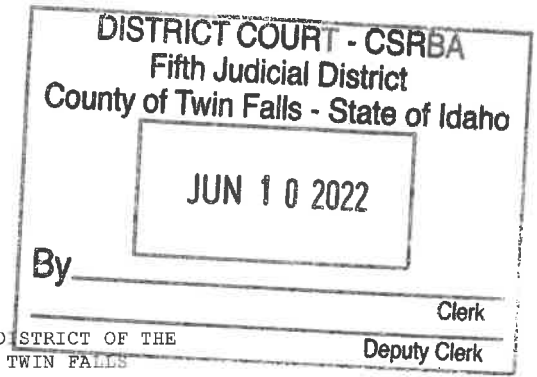 DISTRICT COURT - CSRBA
Fifth Judicial District
County of Twin Falls - State of Idaho
JUN 10 2022
By
Clerk
Deputy Clerk
DISTRICT OF THE
TWIN FALLS